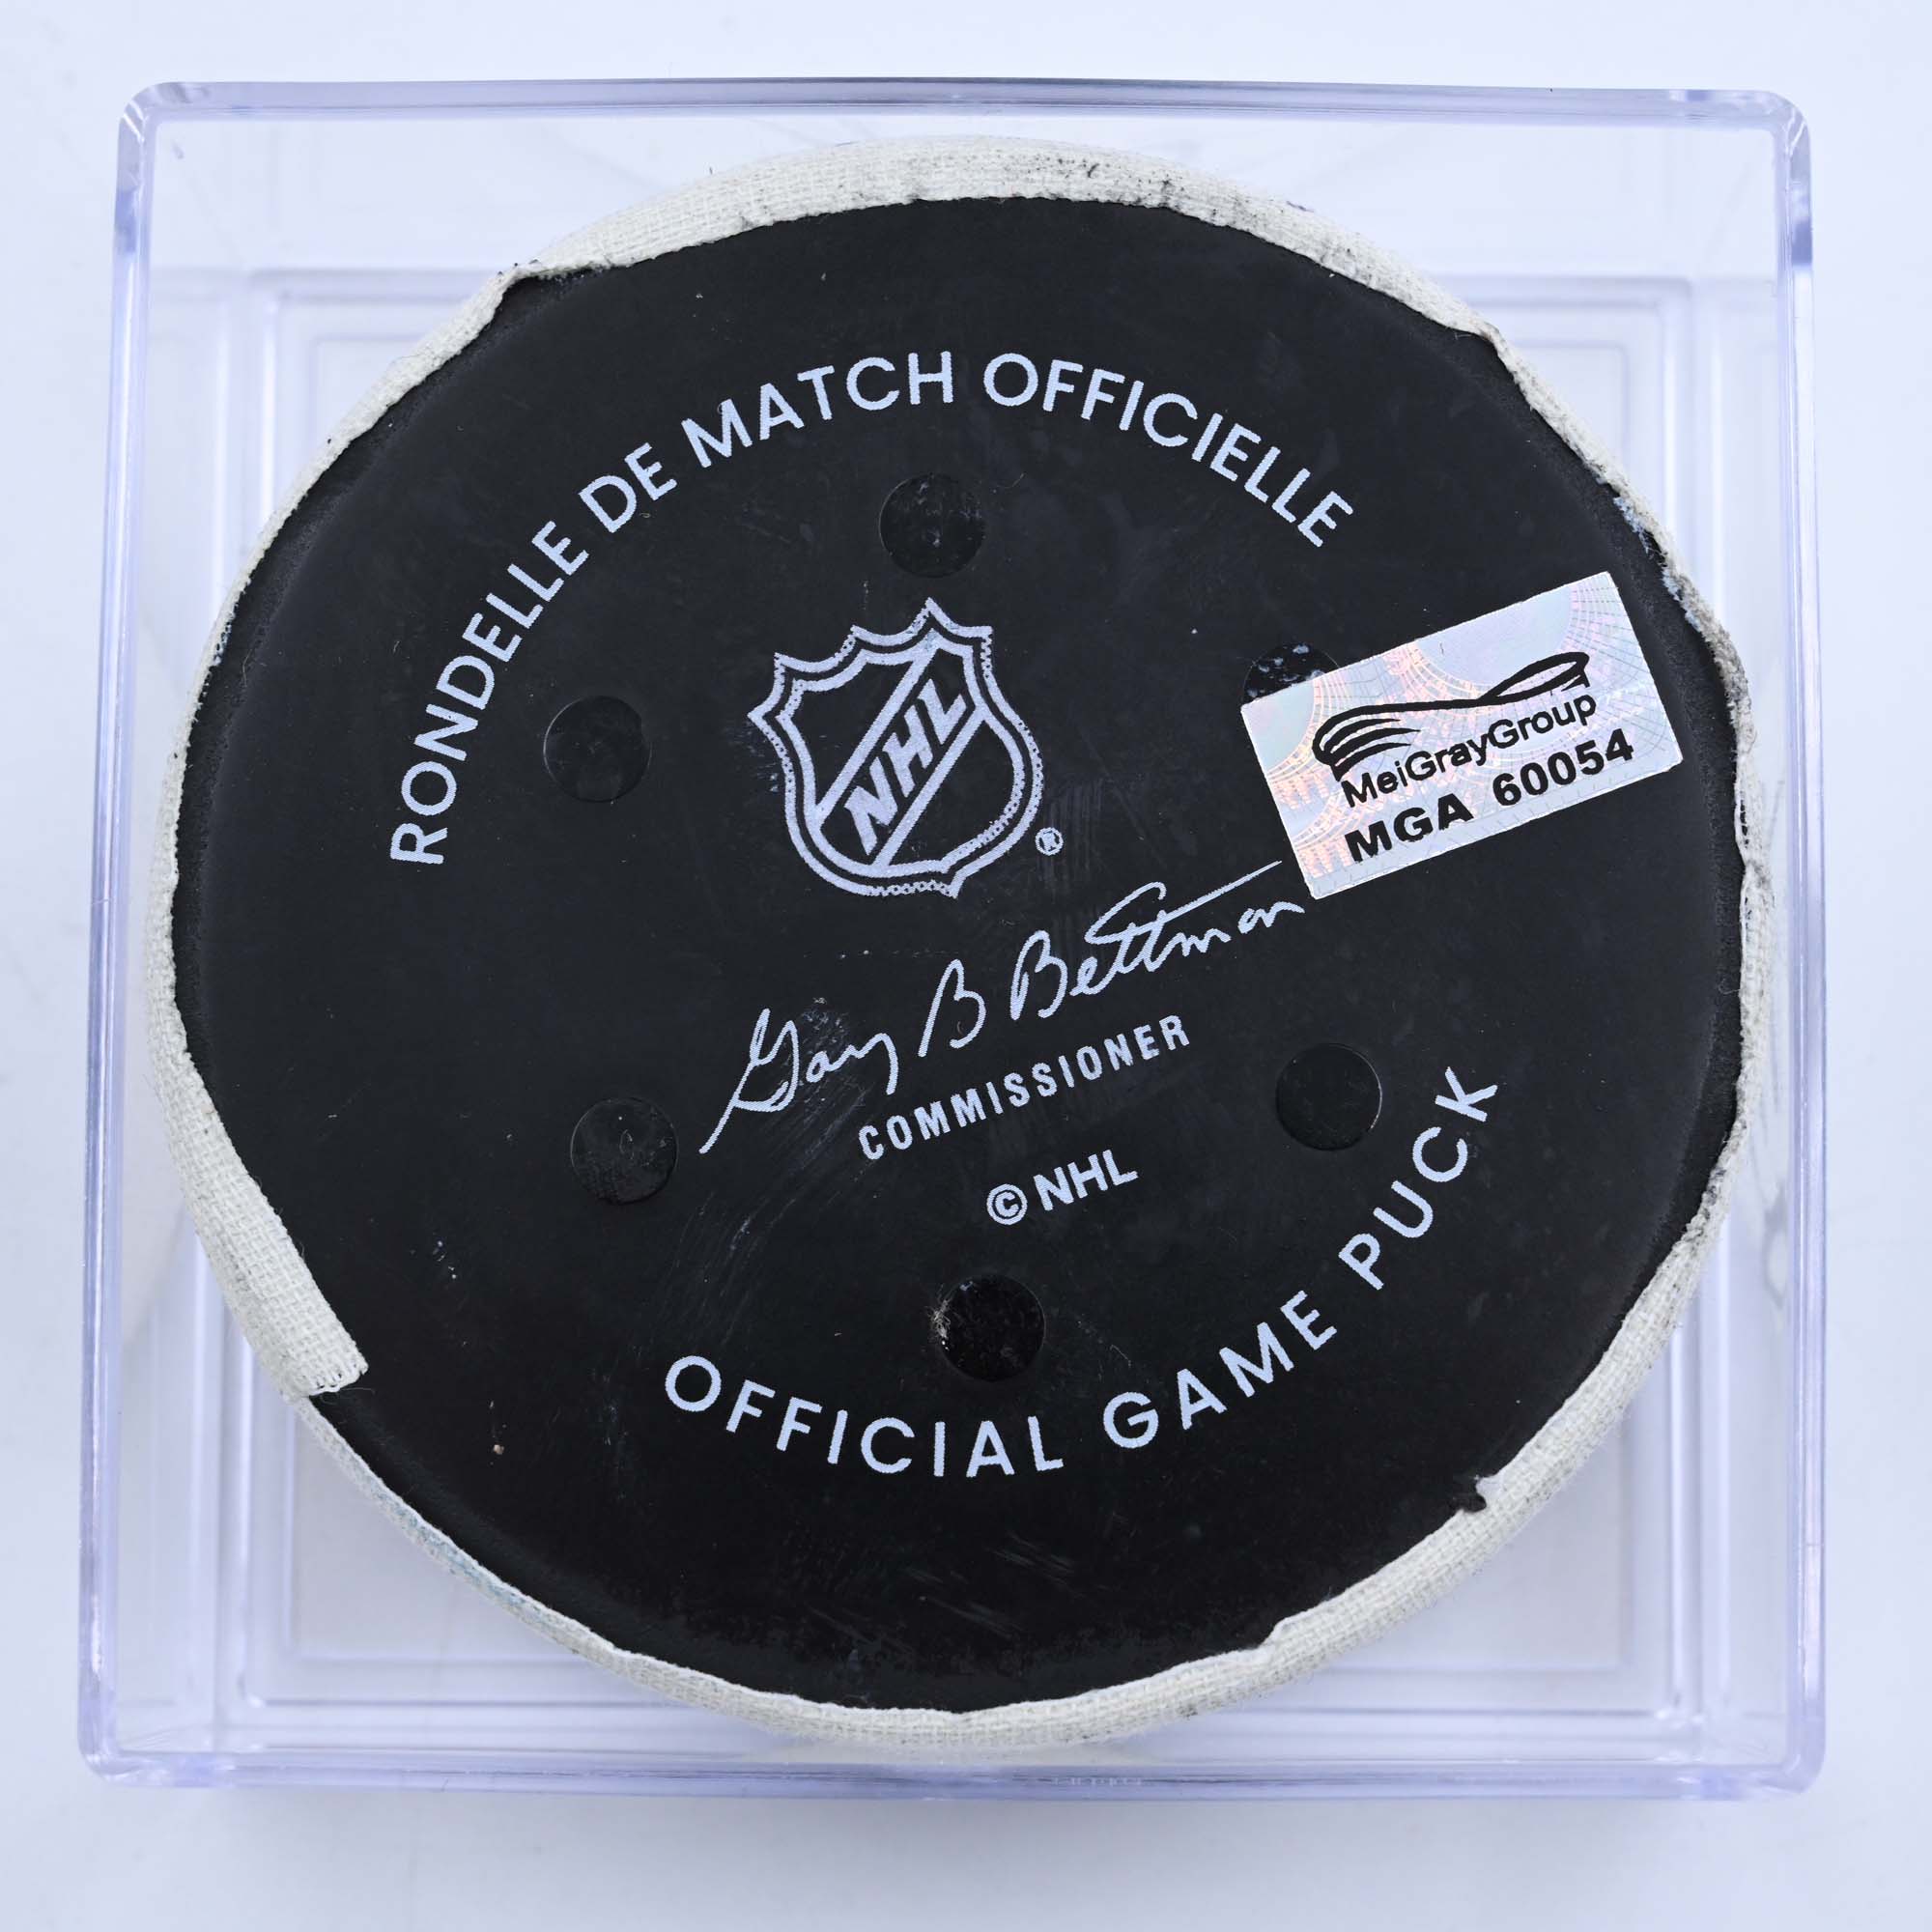 RONDELLE DE MATCH OFFICIELLE
NHL
®
MeiGrayGroup
MGA 60054
Gary B Bettman
COMMISSIONER
© NHL
OFFICIAL GAME PUCK